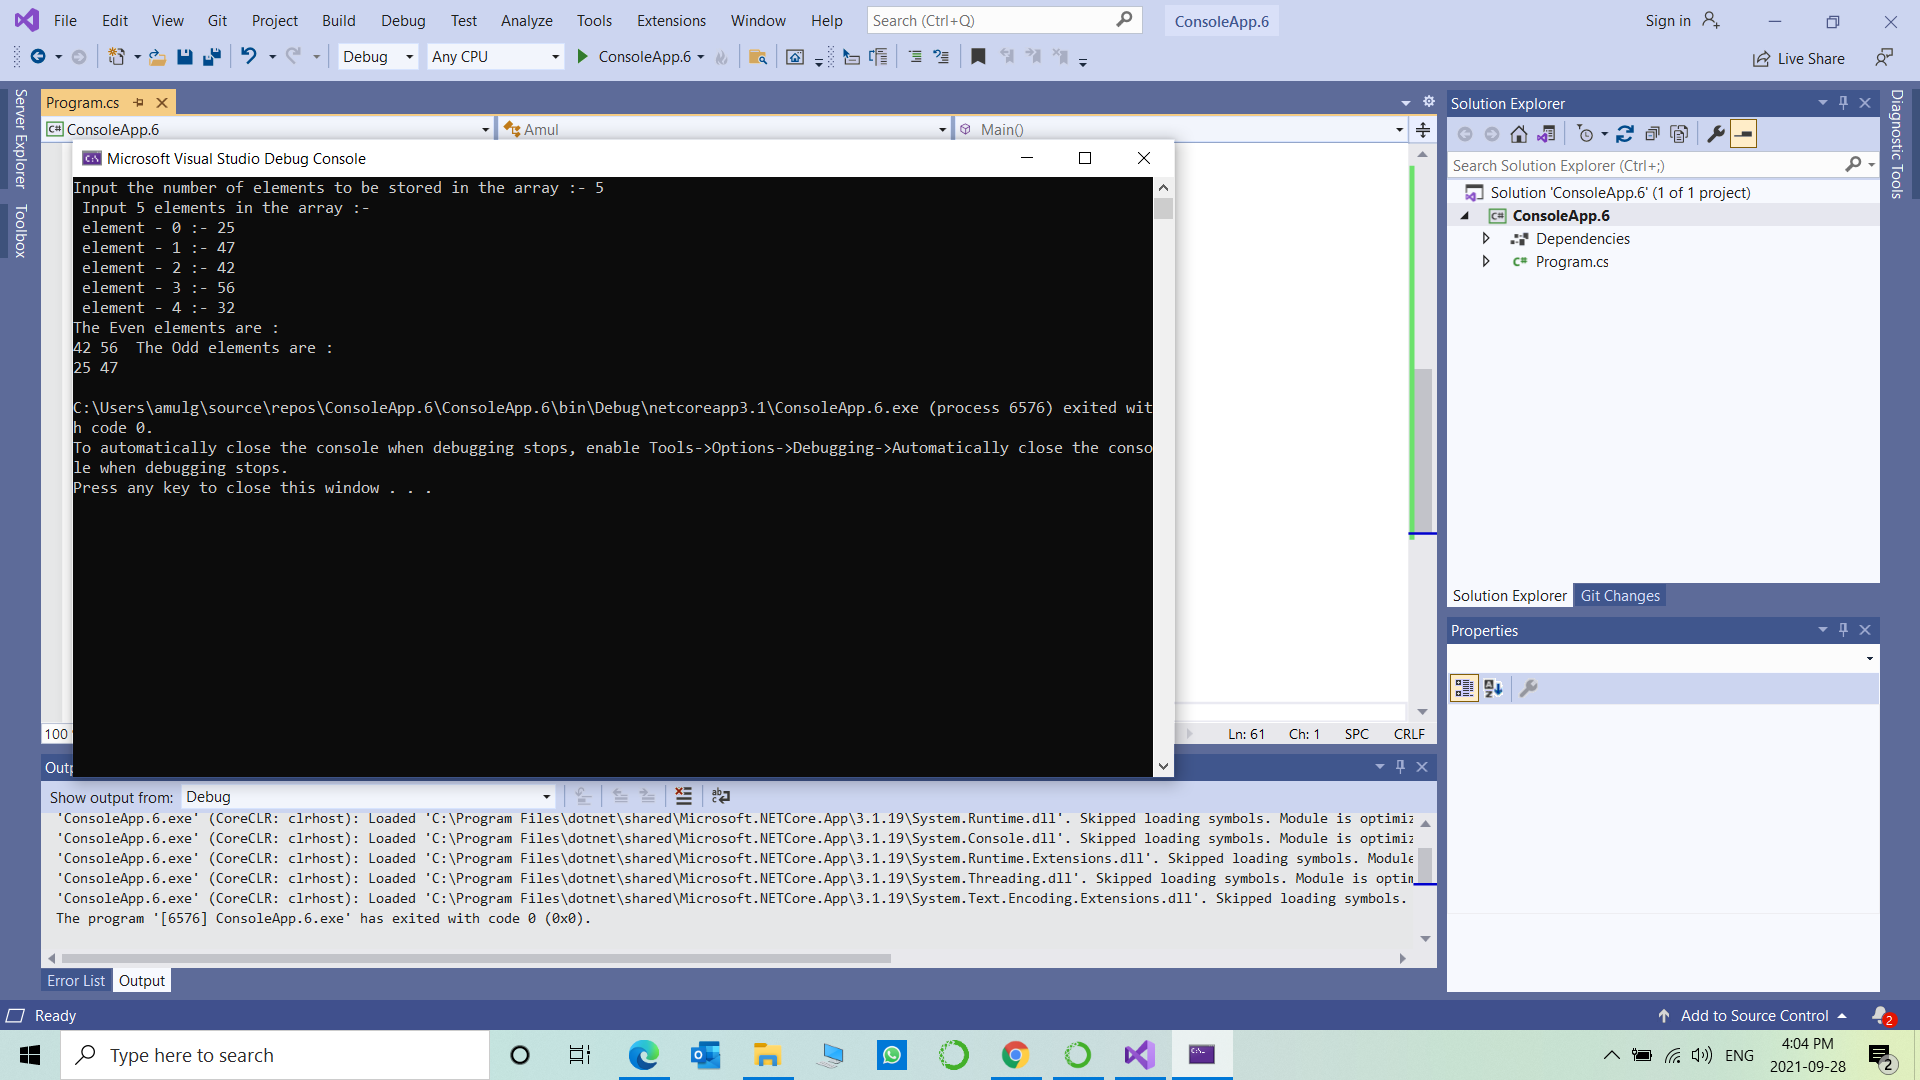 File Edit View Git Project Build Debug Test Analyze Tools Extensions Window Help Search (Ctrl+Q) ConsoleApp.6 Sign in
Debug Any CPU ConsoleApp.6 Live Share
Server Explorer
Toolbox
Program.cs
ConsoleApp.6 Amul Main()
Microsoft Visual Studio Debug Console
Input the number of elements to be stored in the array :- 5
Input 5 elements in the array :-
element - 0 :- 25
element - 1 :- 47
element - 2 :- 42
element - 3 :- 56
element - 4 :- 32
The Even elements are :
42 56  The Odd elements are :
25 47
C:\Users\amulg\source\repos\ConsoleApp.6\ConsoleApp.6\bin\Debug\netcoreapp3.1\ConsoleApp.6.exe (process 6576) exited wit
h code 0.
To automatically close the console when debugging stops, enable Tools->Options->Debugging->Automatically close the conso
le when debugging stops.
Press any key to close this window . . .
100
Ln: 61 Ch: 1 SPC CRLF
Solution Explorer
Search Solution Explorer (Ctrl+;)
Solution 'ConsoleApp.6' (1 of 1 project)
C# ConsoleApp.6
Dependencies
C# Program.cs
Solution Explorer Git Changes
Properties
Diagnostic Tools
Outp
Show output from: Debug
'ConsoleApp.6.exe' (CoreCLR: clrhost): Loaded 'C:\Program Files\dotnet\shared\Microsoft.NETCore.App\3.1.19\System.Runtime.dll'. Skipped loading symbols. Module is optimiz
'ConsoleApp.6.exe' (CoreCLR: clrhost): Loaded 'C:\Program Files\dotnet\shared\Microsoft.NETCore.App\3.1.19\System.Console.dll'. Skipped loading symbols. Module is optimiz
'ConsoleApp.6.exe' (CoreCLR: clrhost): Loaded 'C:\Program Files\dotnet\shared\Microsoft.NETCore.App\3.1.19\System.Runtime.Extensions.dll'. Skipped loading symbols. Module
'ConsoleApp.6.exe' (CoreCLR: clrhost): Loaded 'C:\Program Files\dotnet\shared\Microsoft.NETCore.App\3.1.19\System.Threading.dll'. Skipped loading symbols. Module is optim
'ConsoleApp.6.exe' (CoreCLR: clrhost): Loaded 'C:\Program Files\dotnet\shared\Microsoft.NETCore.App\3.1.19\System.Text.Encoding.Extensions.dll'. Skipped loading symbols.
The program '[6576] ConsoleApp.6.exe' has exited with code 0 (0x0).
Error List Output
Ready Add to Source Control 2
Type here to search ENG 4:04 PM
2021-09-28 2